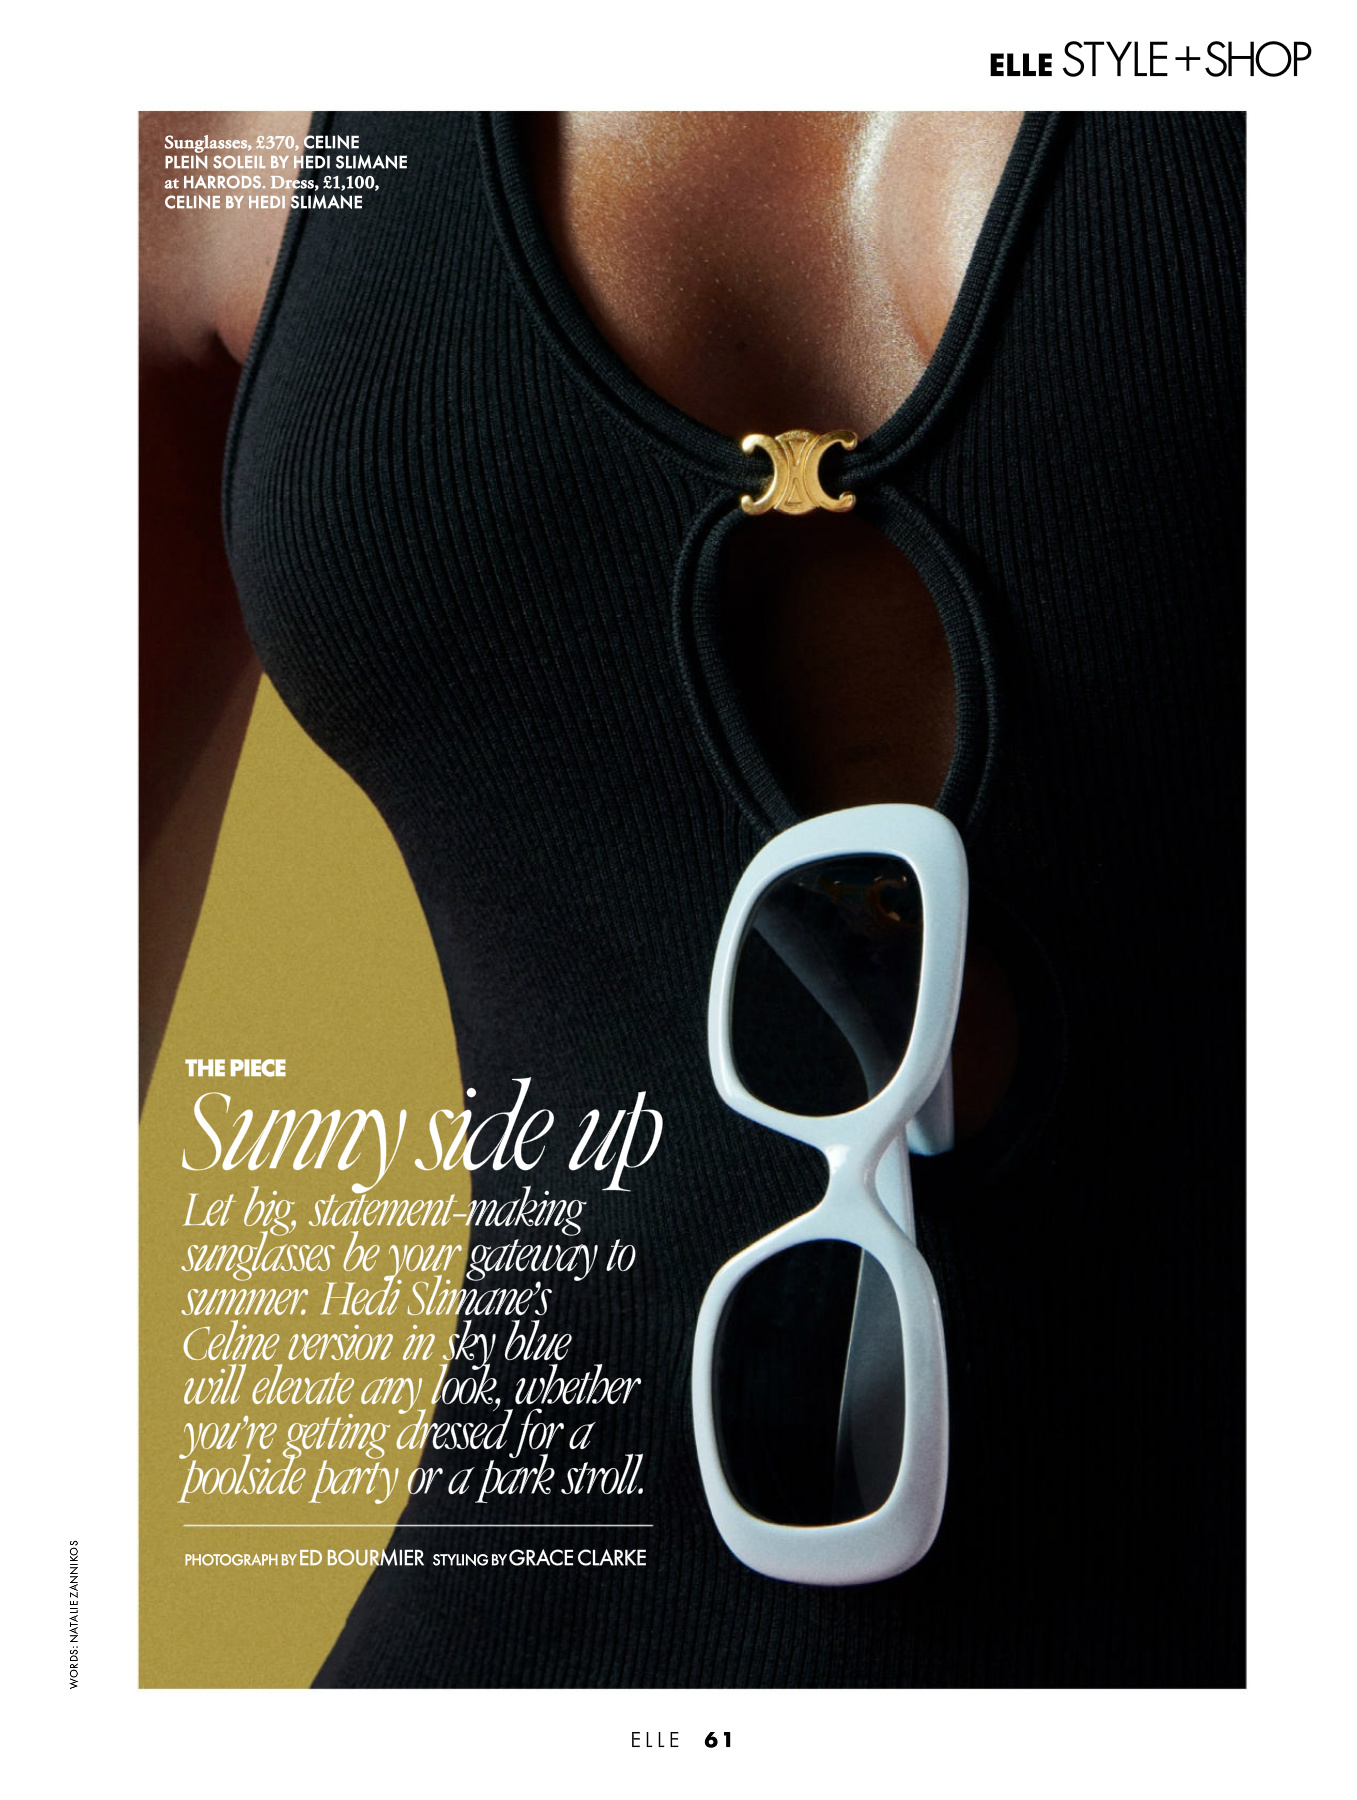 ELLE STYLE+SHOP
Sunglasses, £370, CELINE
PLEIN SOLEIL BY HEDI SLIMANE
at HARRODS. Dress, £1,100,
CELINE BY HEDI SLIMANE
THE PIECE
Sunny side up
Let big, statement-making
sunglasses be your gateway to
summer. Hedi Slimane's
Celine version in sky blue
will elevate any look, whether
you're getting dressed for a
poolside party or a park stroll.
PHOTOGRAPH BY ED BOURMIER STYLING BY GRACE CLARKE
WORDS: NATALIE ZANNIKOS
ELLE 61